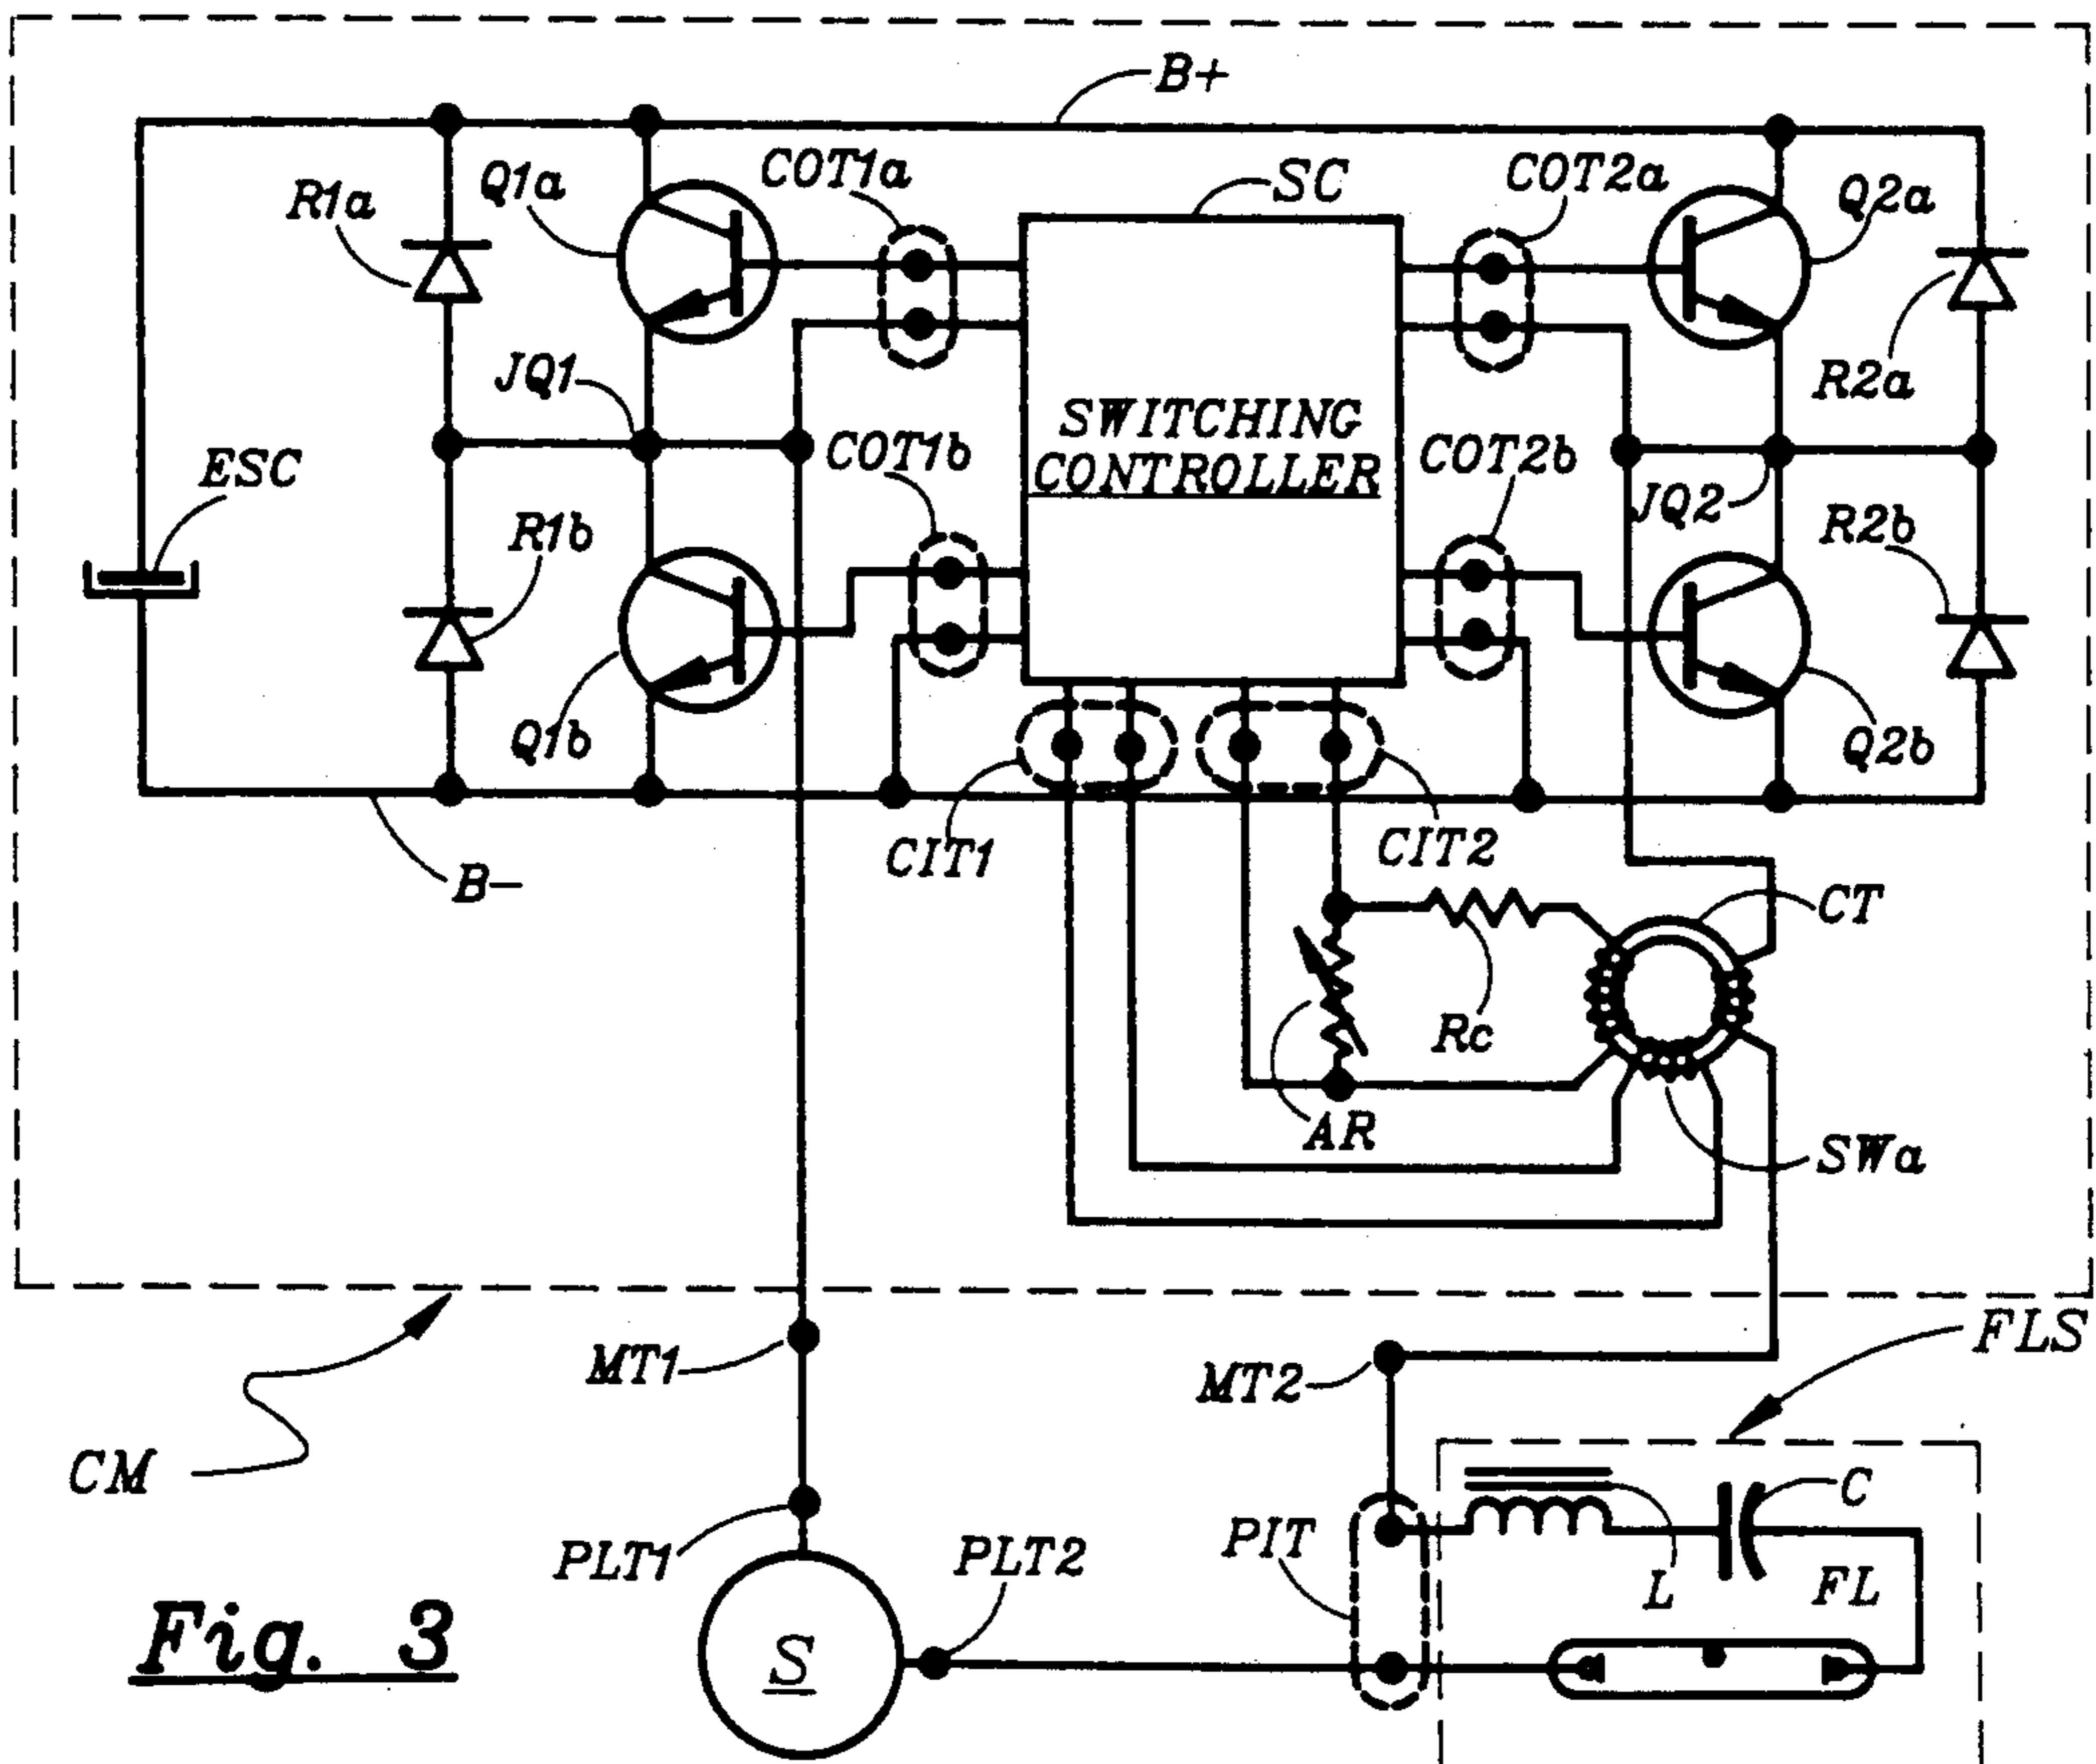 B+
R1a
Q1a
COT1a
SC
COT2a
Q2a
JQ1
R2a
ESC
COT1b
SWITCHING
CONTROLLER
COT2b
JQ2
R2b
R1b
Q1b
Q2b
CIT1
CIT2
B-
CT
Rc
AR
SWa
MT1
MT2
FLS
CM
PLT1
PLT2
PIT
L
C
FL
S
Fig. 3